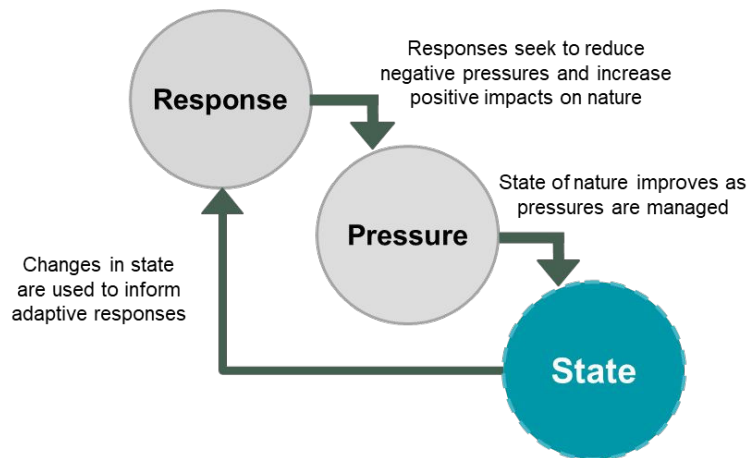 Response
Responses seek to reduce
negative pressures and increase
positive impacts on nature
Pressure
State of nature improves as
pressures are managed
Changes in state
are used to inform
adaptive responses
State